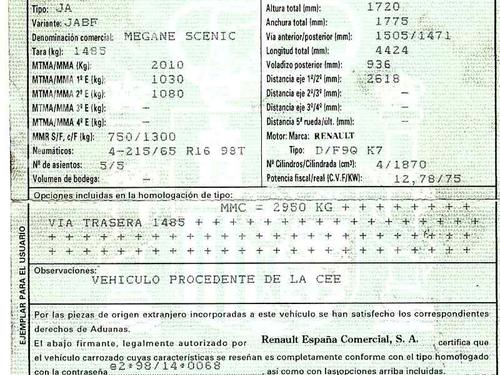 Tipo: JA Altura total (mm): 1720
Variante: JABF Anchura total (mm): 1775
Denominación comercial: MEGANE SCENIC Vía anterior/posterior (mm): 1505/1471
Tara (kg): 1485 Longitud total (mm): 4424
MTMA/MMA (Kg): 2010 Voladizo posterior (mm): 936
MTMA/MMA 1º E (kg): 1030 Distancia eje 1º/2º (mm): 2618
MTMA/MMA 2º E (kg): 1080 Distancia eje 2º/3º (mm): —
MTMA/MMA 3º E (kg): — Distancia eje 3º/4º (mm): —
MTMA/MMA 4º E (kg): — Distancia 5ª rueda/últ. (mm): —
MMR S/F, c/F (kg): 750/1300 Motor: Marca: RENAULT
Neumáticos: 4-215/65 R16 98T Tipo: D/F9Q K7
Nº de asientos: 5/5 Nº Cilindros/Cilindrada (cm³): 4/1870
Volumen de bodega: — Potencia fiscal/real (C.V.F/KW): 12,78/75
Opciones incluidas en la homologación de tipo:
MMC = 2950 KG + + + + + + + +
VIA TRASERA 1485 + + + + + + + + + + + + + + + +
+ + + + + + + + + + + + + + + + + + + + + + + +
+ + + + + + + + + + + + + + + + + + + + + + + +
EJEMPLAR PARA EL USUARIO
Observaciones:
VEHICULO PROCEDENTE DE LA CEE
Por las piezas de origen extranjero incorporadas a este vehículo se han satisfecho los correspondientes
derechos de Aduanas.
El abajo firmante, legalmente autorizado por Renault España Comercial, S. A. certifica que
el vehículo carrozado cuyas características se reseñan es completamente conforme con el tipo homologado
con la contraseña e2*98/14*0068 , así como con las opciones arriba incluidas.